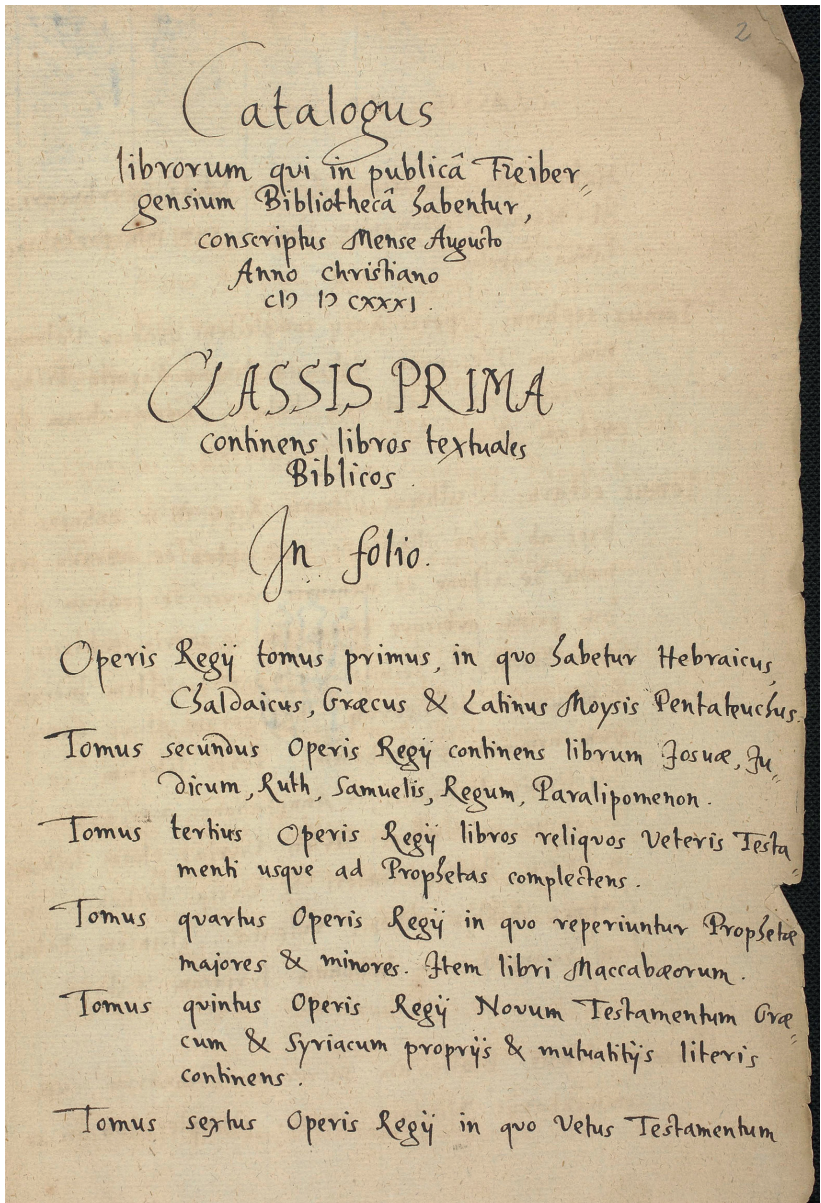 2
Catalogus
librorum qui in publicâ Freiber=
gensium Bibliothecâ habentur,
conscriptus Mense Augusto
Anno christiano
cIↃ IↃ cxxxI.
CLASSIS PRIMA
continens libros textuales
Biblicos.
In folio.
Operis Regij tomus primus, in quo habetur Hebraicus,
Chaldaicus, Græcus & Latinus Moysis Pentateuchus.
Tomus secundus Operis Regij continens librum Josuæ, Ju=
dicum, Ruth, Samuelis, Regum, Paralipomenon.
Tomus tertius Operis Regij libros reliquos Veteris Testa
menti usque ad Prophetas complectens.
Tomus quartus Operis Regij in quo reperiuntur Prophetæ
majores & minores. Item libri Maccabæorum.
Tomus quintus Operis Regij Novum Testamentum Græ=
cum & Syriacum proprijs & mutuatitijs literis
continens.
Tomus sextus Operis Regij in quo Vetus Testamentum